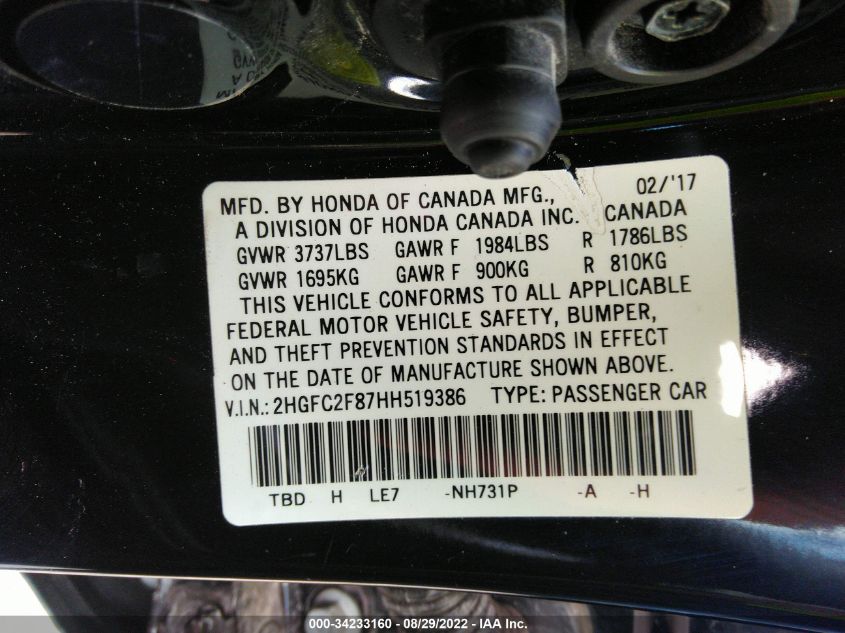 MFD. BY HONDA OF CANADA MFG., 02/'17
A DIVISION OF HONDA CANADA INC. CANADA
GVWR 3737LBS GAWR F 1984LBS R 1786LBS
GVWR 1695KG GAWR F 900KG R 810KG
THIS VEHICLE CONFORMS TO ALL APPLICABLE
FEDERAL MOTOR VEHICLE SAFETY, BUMPER,
AND THEFT PREVENTION STANDARDS IN EFFECT
ON THE DATE OF MANUFACTURE SHOWN ABOVE.
V.I.N.: 2HGFC2F87HH519386 TYPE: PASSENGER CAR
TBD H LE7 -NH731P -A -H
000-34233160 - 08/29/2022 - IAA Inc.